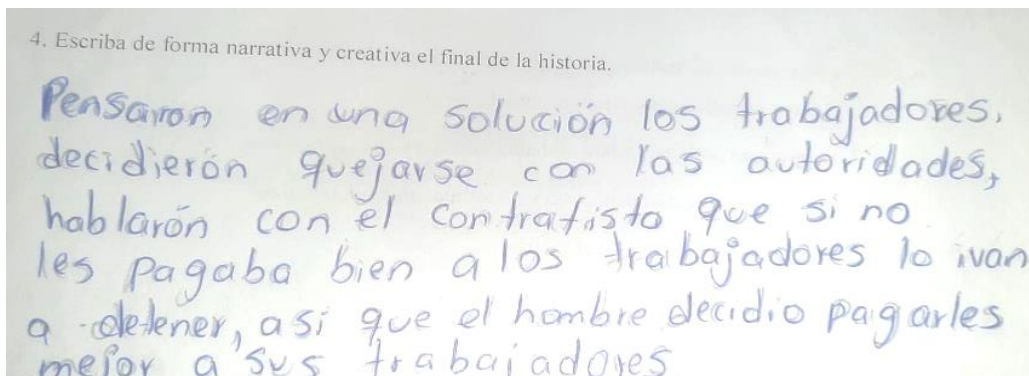 4. Escriba de forma narrativa y creativa el final de la historia.
Pensaron en una solución los trabajadores,
decidierón quejarse con las autoridades,
hablarón con el contratisto que si no
les pagaba bien a los trabajadores lo ivan
a detener, asi que el hombre decidio pagarles
mejor a sus trabajadores